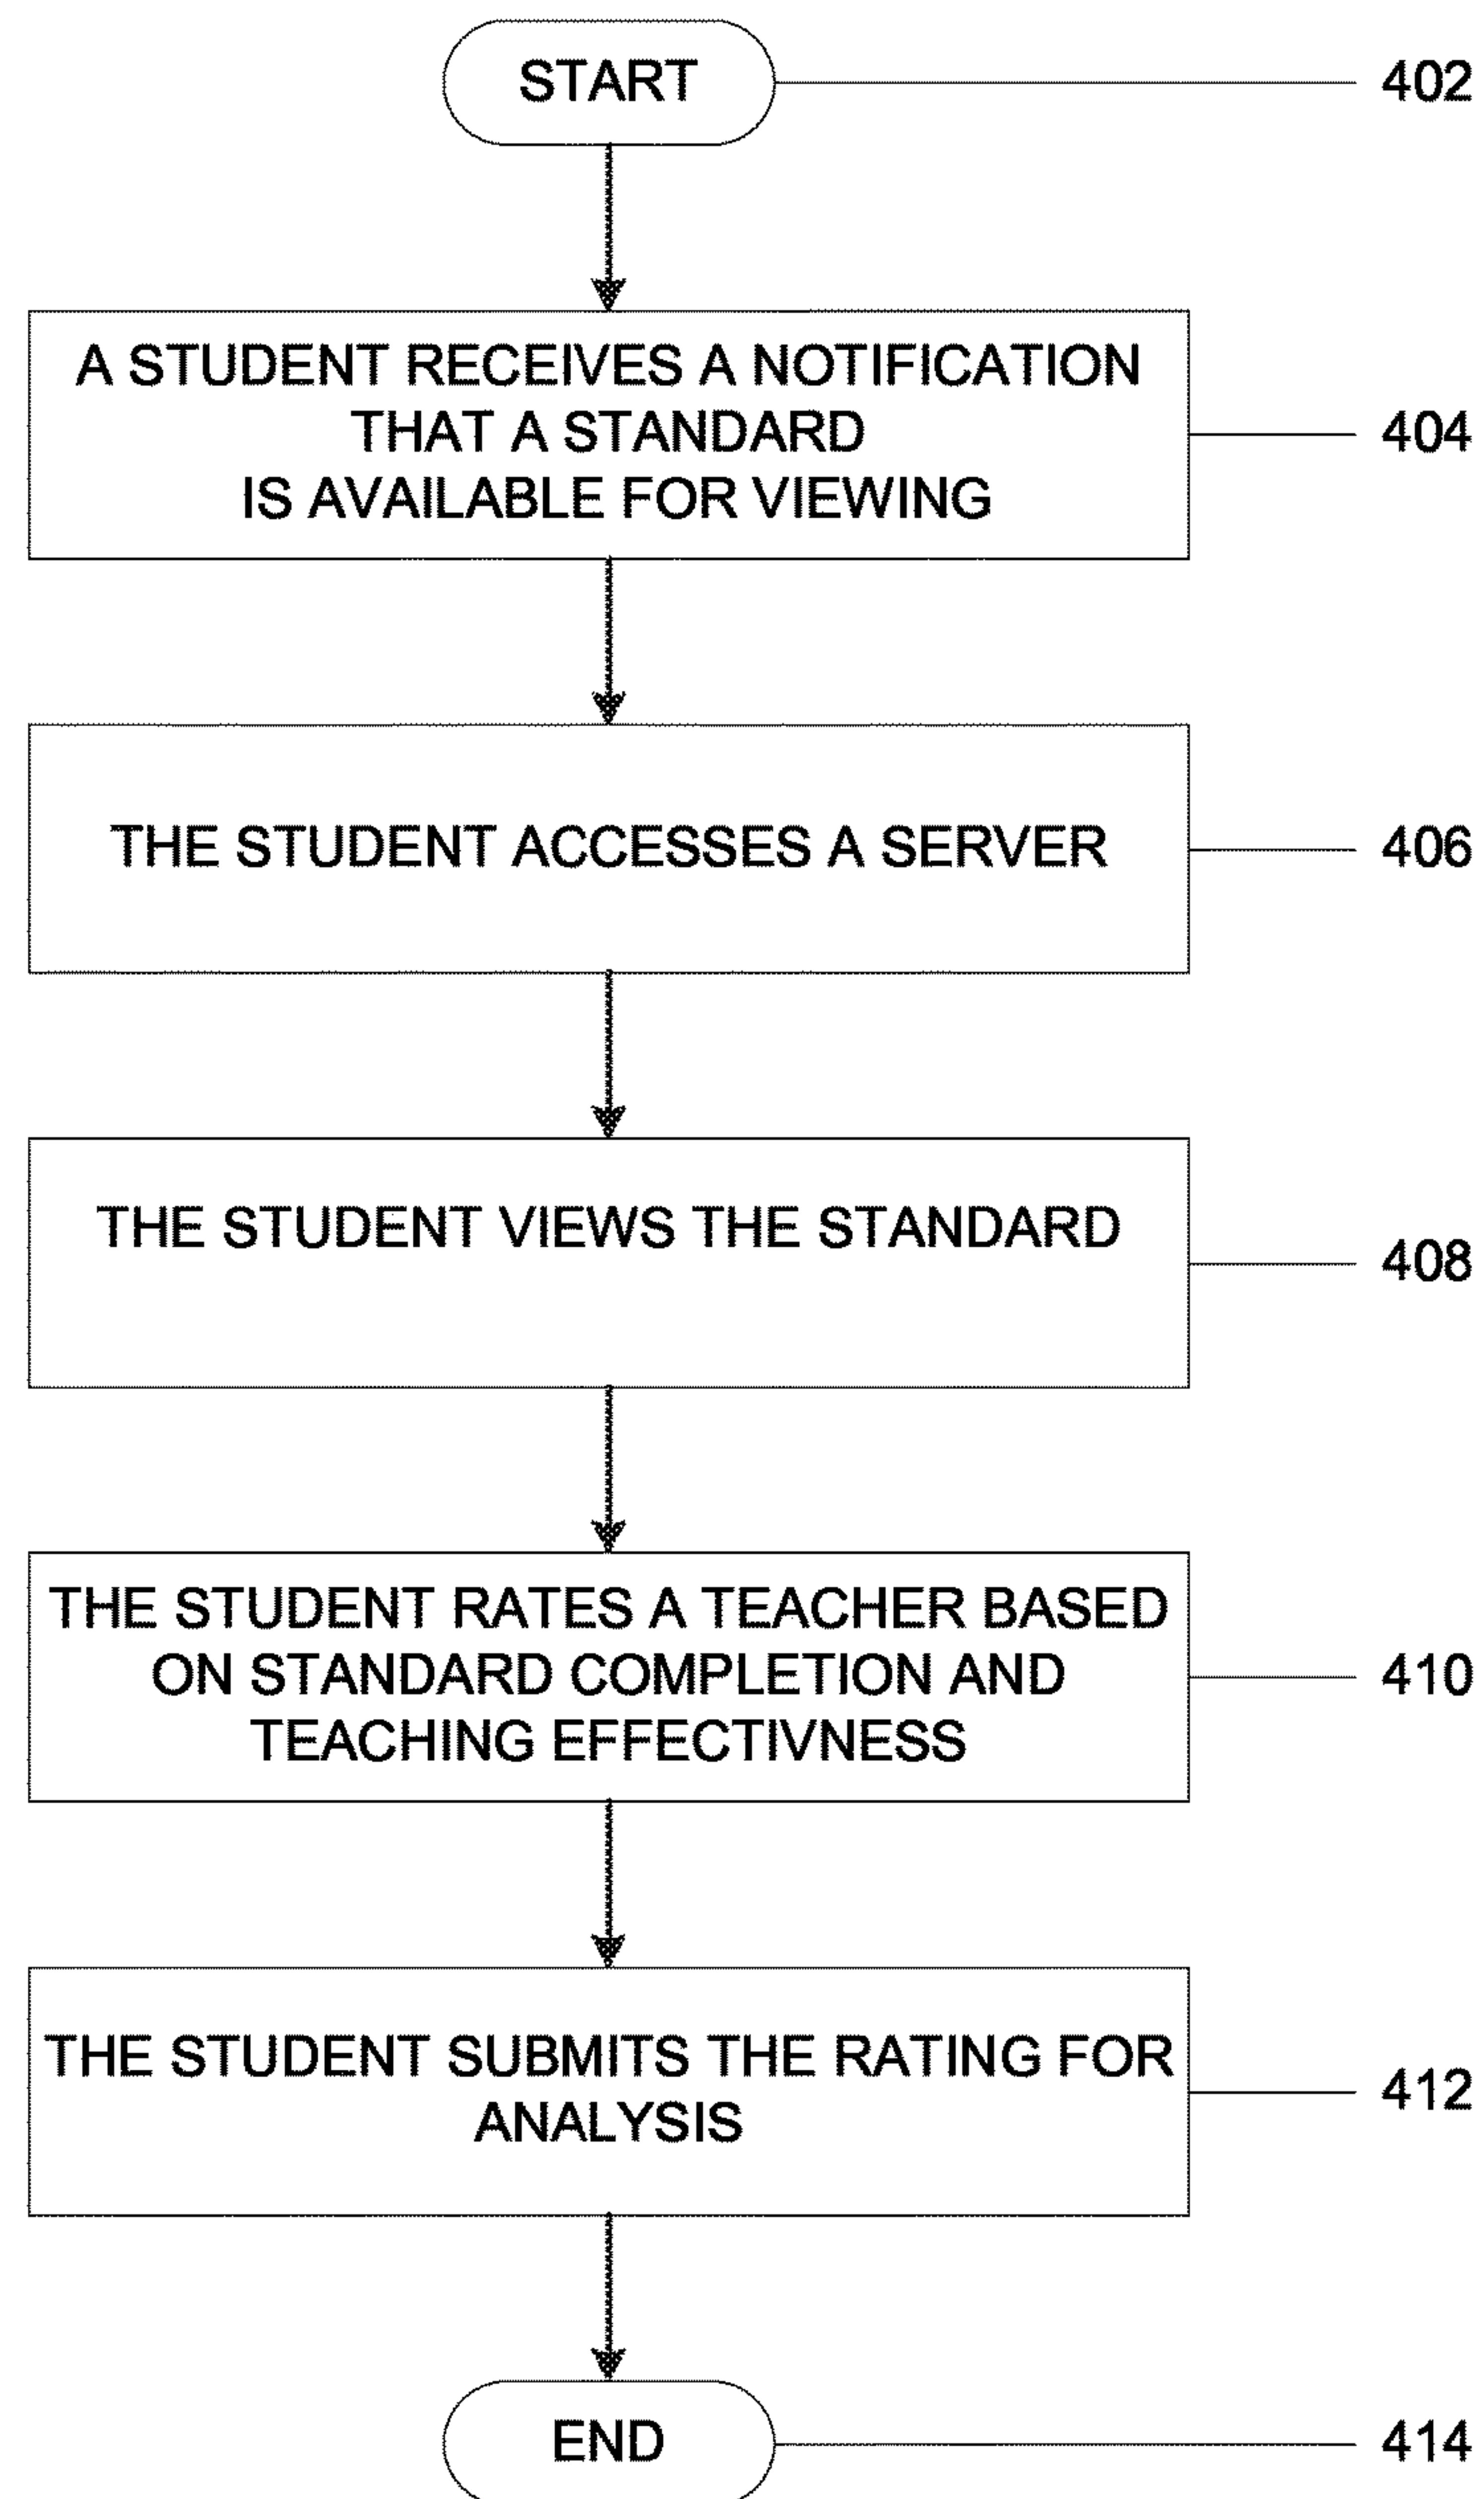 START
402
A STUDENT RECEIVES A NOTIFICATION
THAT A STANDARD
404
IS AVAILABLE FOR VIEWING
THE STUDENT ACCESSES A SERVER
406
THE STUDENT VIEWS THE STANDARD
408
THE STUDENT RATES A TEACHER BASED
ON STANDARD COMPLETION AND
410
TEACHING EFFECTIVNESS
THE STUDENT SUBMITS THE RATING FOR
412
ANALYSIS
END
414